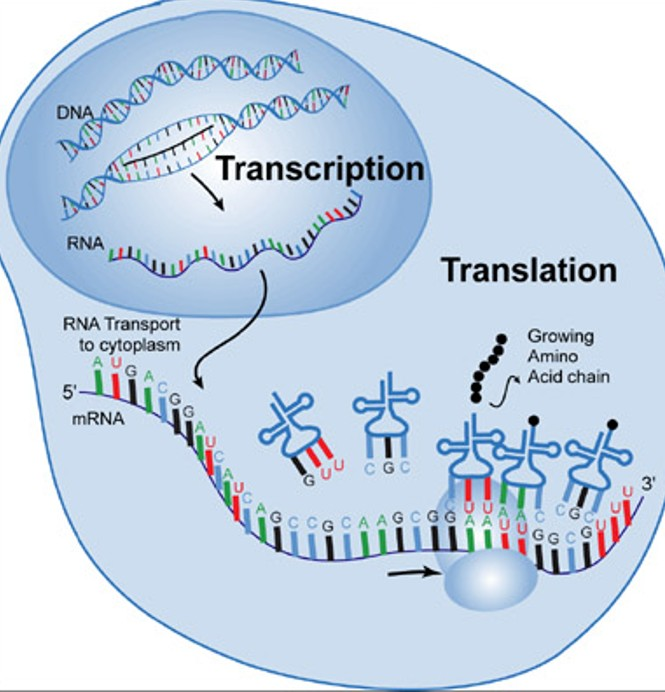 DNA
Transcription
RNA
Translation
RNA Transport
to cytoplasm
Growing
Amino
Acid chain
5'
A U G A C G G A U C A U C A G C C G C A A G C G G A A U U G G C G U U U
mRNA
G U U
C G C
C U U A A C C C G C
3'